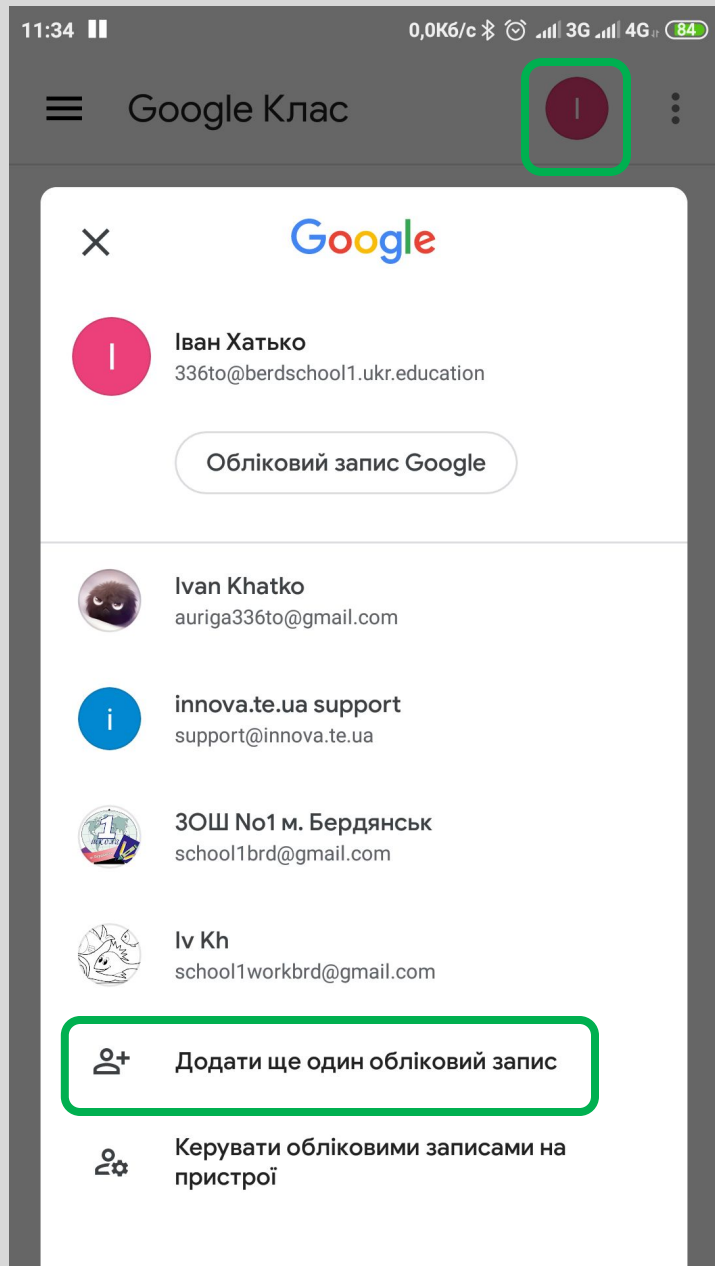 11:34 0,0Кб/с 3G 4G 84
Google Клас
І
Google
І
Іван Хатько
336to@berdschool1.ukr.education
Обліковий запис Google
Ivan Khatko
auriga336to@gmail.com
i
innova.te.ua support
support@innova.te.ua
1
ЗОШ No1 м. Бердянськ
school1brd@gmail.com
Iv Kh
school1workbrd@gmail.com
Додати ще один обліковий запис
Керувати обліковими записами на
пристрої